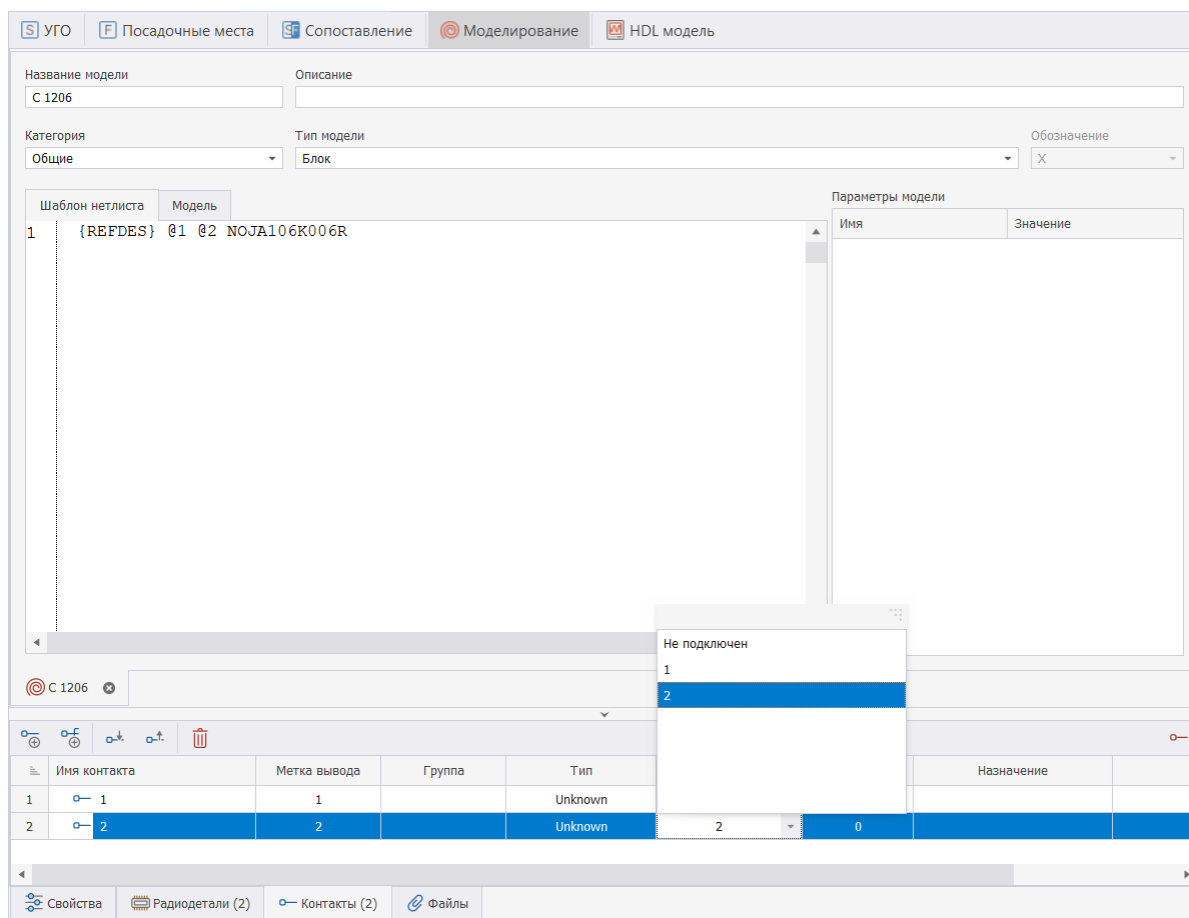 S УГО F Посадочные места SF Сопоставление Моделирование HDL модель
Название модели Описание
C 1206
Категория Тип модели Обозначение
Общие Блок X
Шаблон нетлиста Модель Параметры модели
Имя Значение
1 {REFDES} @1 @2 NOJA106K006R
Не подключен
1
2
C 1206
Имя контакта Метка вывода Группа Тип Назначение
1 1 1 Unknown
2 2 2 Unknown 2 0
Свойства Радиодетали (2) Контакты (2) Файлы